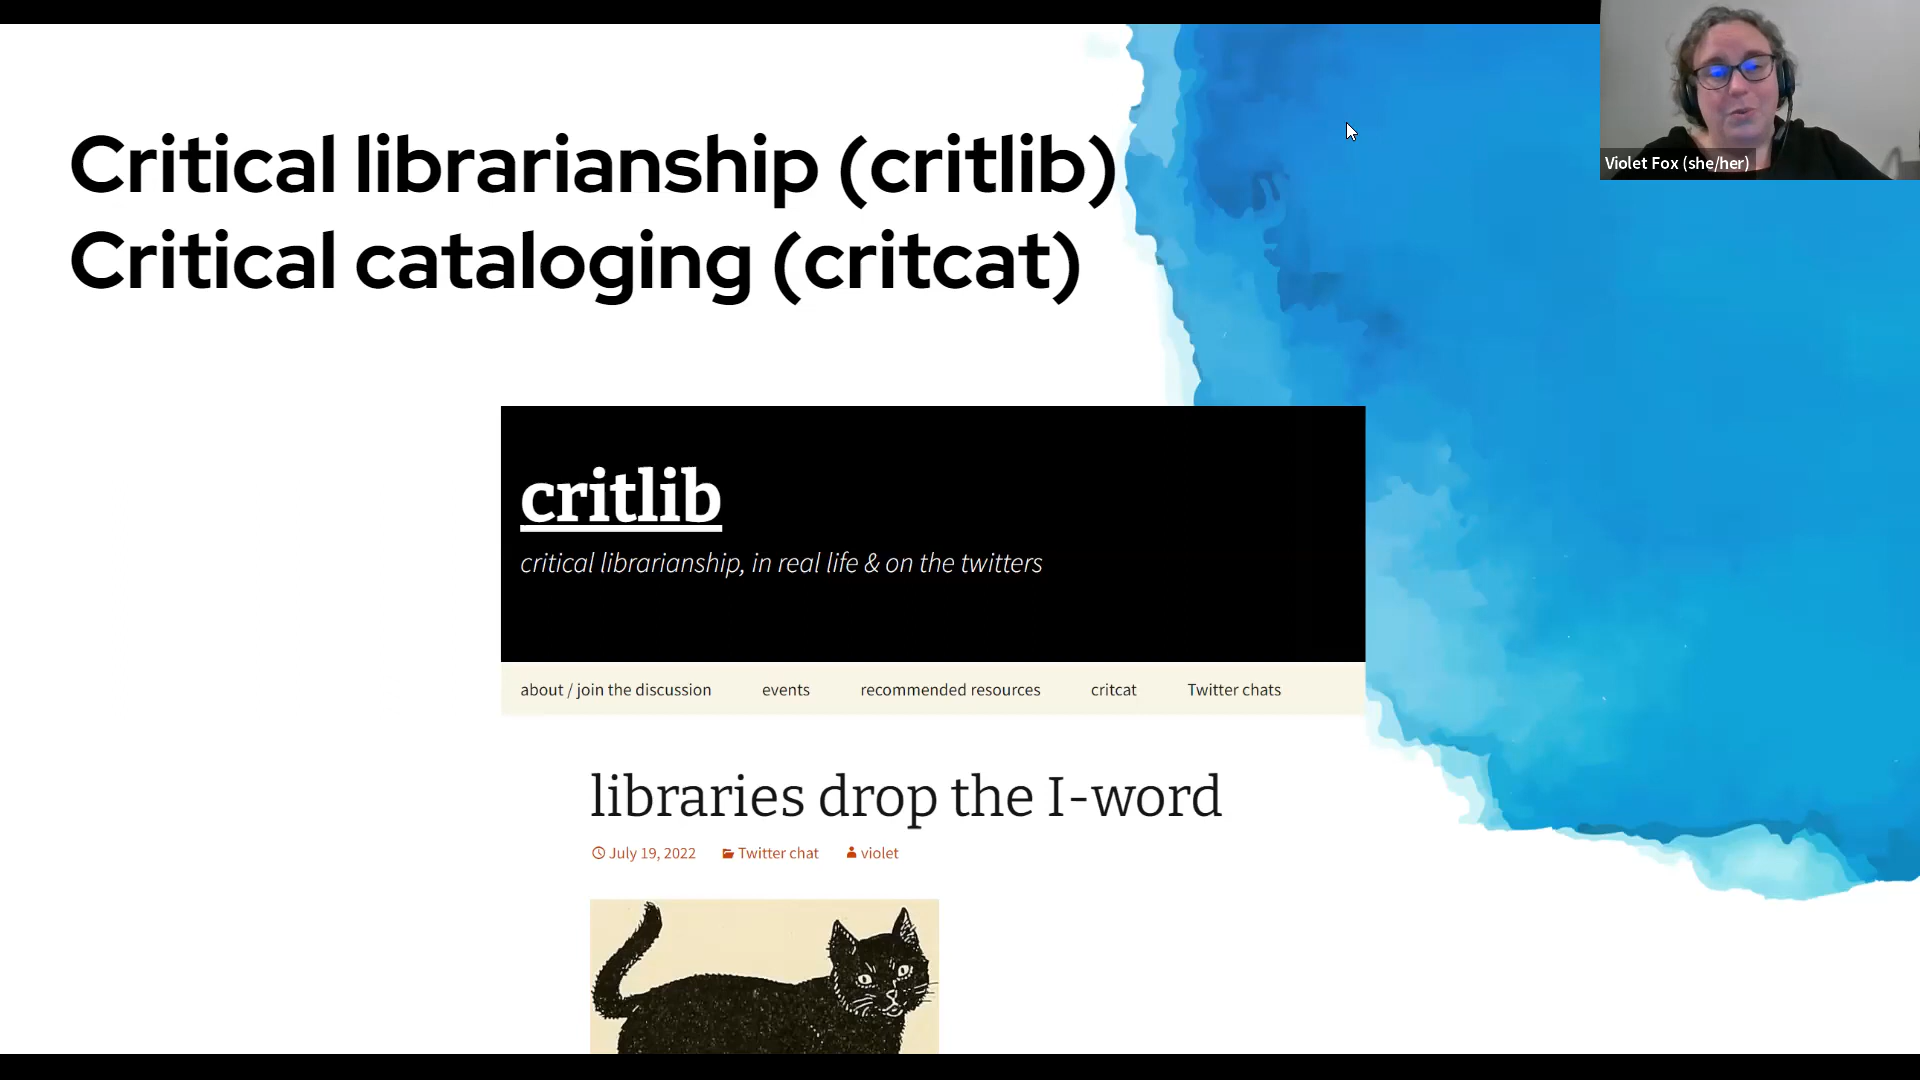 Critical librarianship (critlib)
Critical cataloging (critcat)
Violet Fox (she/her)
critlib
critical librarianship, in real life & on the twitters
about / join the discussion events recommended resources critcat Twitter chats
libraries drop the I-word
July 19, 2022 Twitter chat violet